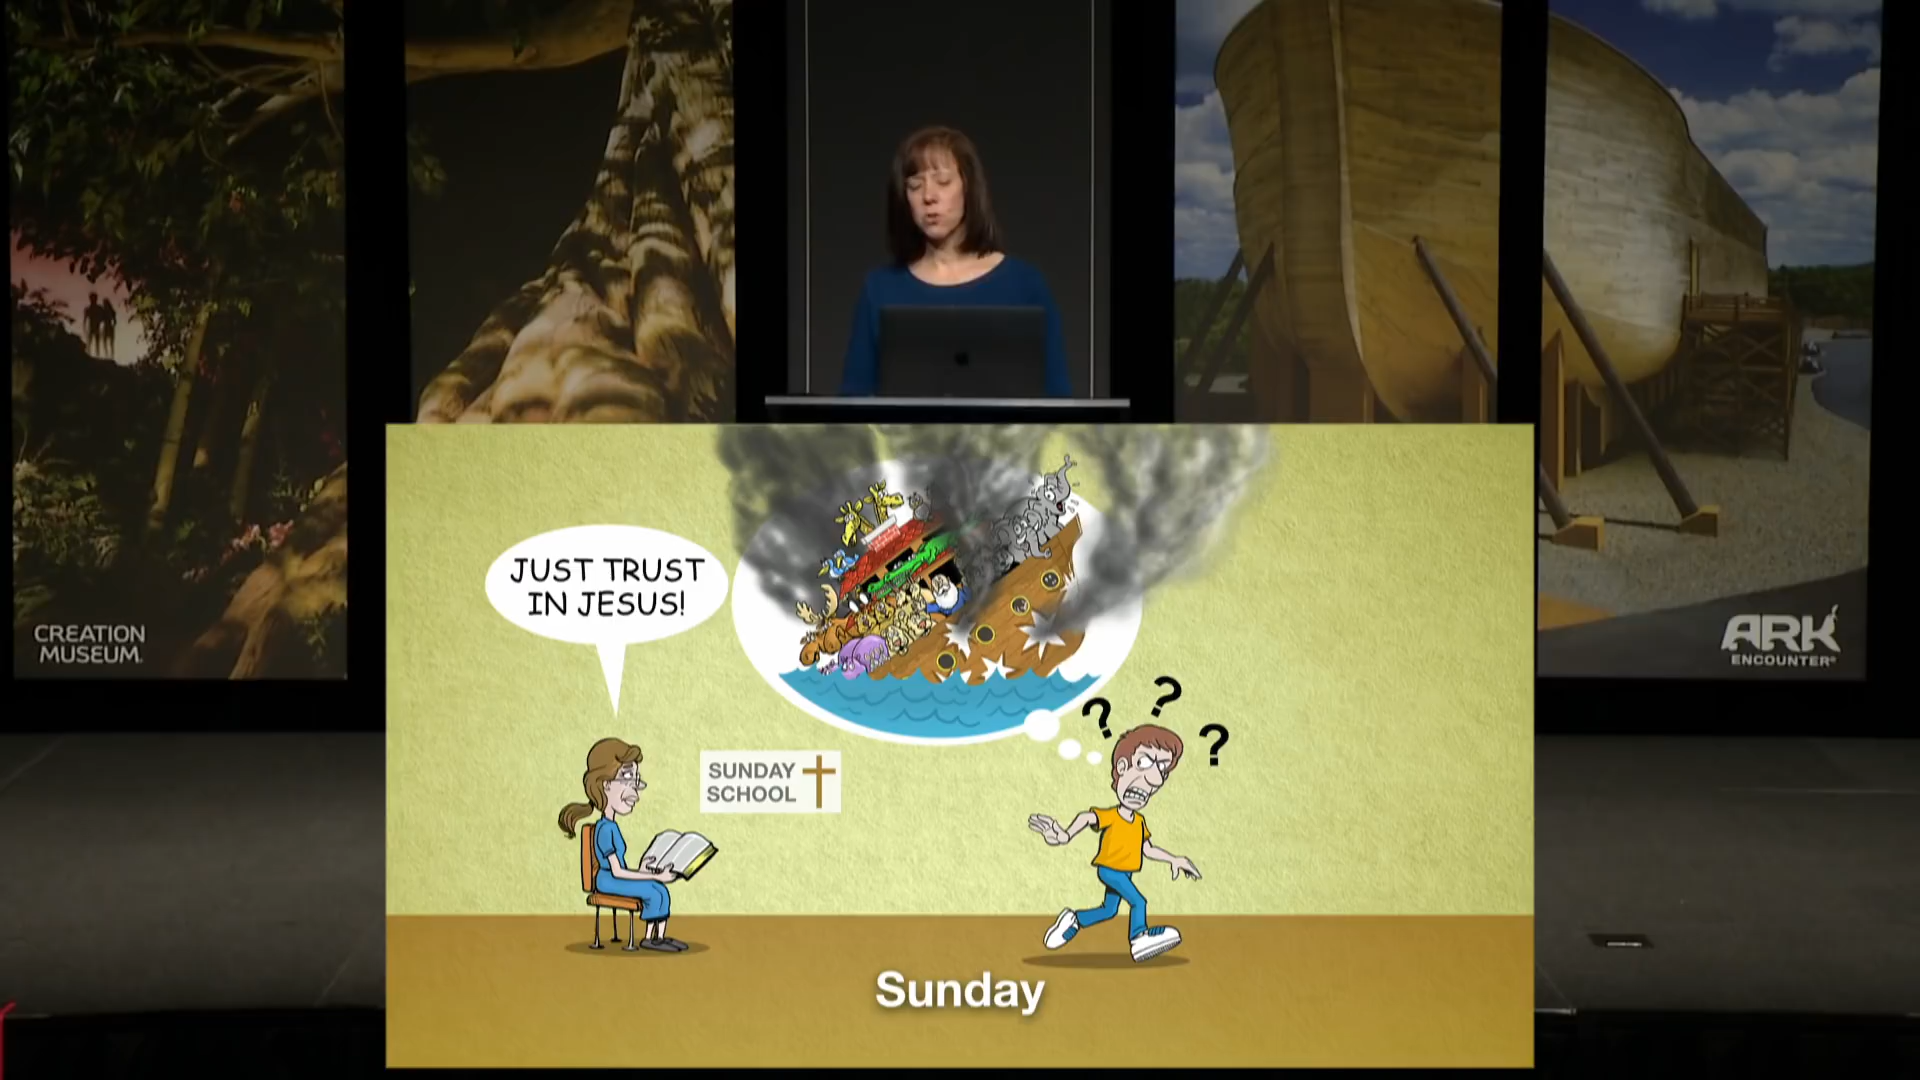 CREATION
MUSEUM
ARK
ENCOUNTER
JUST TRUST
IN JESUS!
? ? ?
SUNDAY
SCHOOL
Sunday